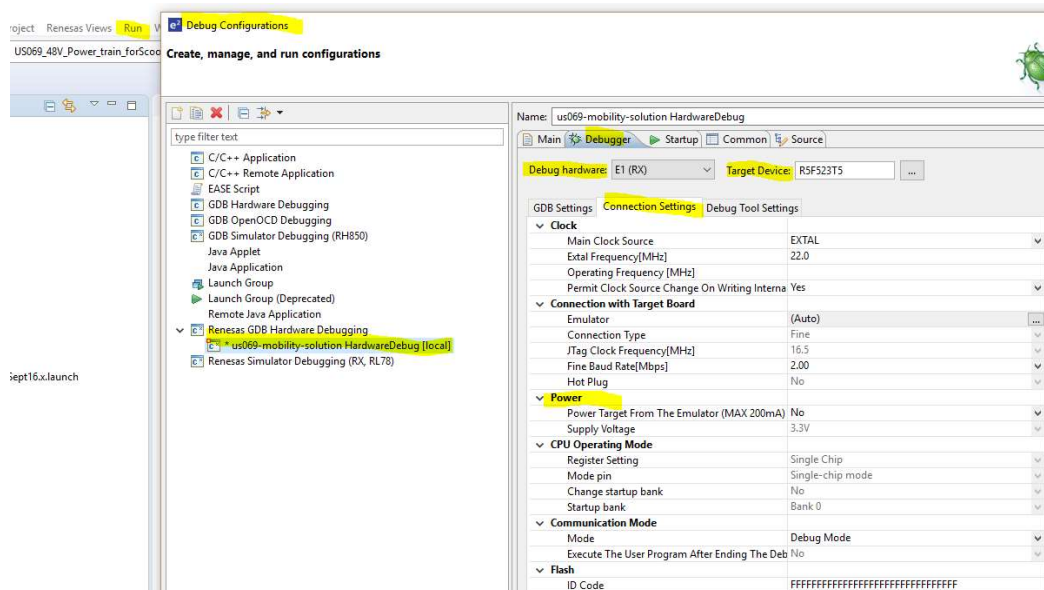 roject Renesas Views Run W
US069_48V_Power_train_forScoo
Sept16.x.launch
e² Debug Configurations
Create, manage, and run configurations
type filter text
C/C++ Application
C/C++ Remote Application
EASE Script
GDB Hardware Debugging
GDB OpenOCD Debugging
GDB Simulator Debugging (RH850)
Java Applet
Java Application
Launch Group
Launch Group (Deprecated)
Remote Java Application
Renesas GDB Hardware Debugging
* us069-mobility-solution HardwareDebug [local]
Renesas Simulator Debugging (RX, RL78)
Name: us069-mobility-solution HardwareDebug
Main Debugger Startup Common Source
Debug hardware: E1 (RX) Target Device: R5F523T5 ...
GDB Settings Connection Settings Debug Tool Settings
Clock
Main Clock Source EXTAL
Extal Frequency[MHz] 22.0
Operating Frequency [MHz]
Permit Clock Source Change On Writing Interna Yes
Connection with Target Board
Emulator (Auto) ...
Connection Type Fine
JTag Clock Frequency[MHz] 16.5
Fine Baud Rate[Mbps] 2.00
Hot Plug No
Power
Power Target From The Emulator (MAX 200mA) No
Supply Voltage 3.3V
CPU Operating Mode
Register Setting Single Chip
Mode pin Single-chip mode
Change startup bank No
Startup bank Bank 0
Communication Mode
Mode Debug Mode
Execute The User Program After Ending The Deb No
Flash
ID Code FFFFFFFFFFFFFFFFFFFFFFFFFFFFFFFF